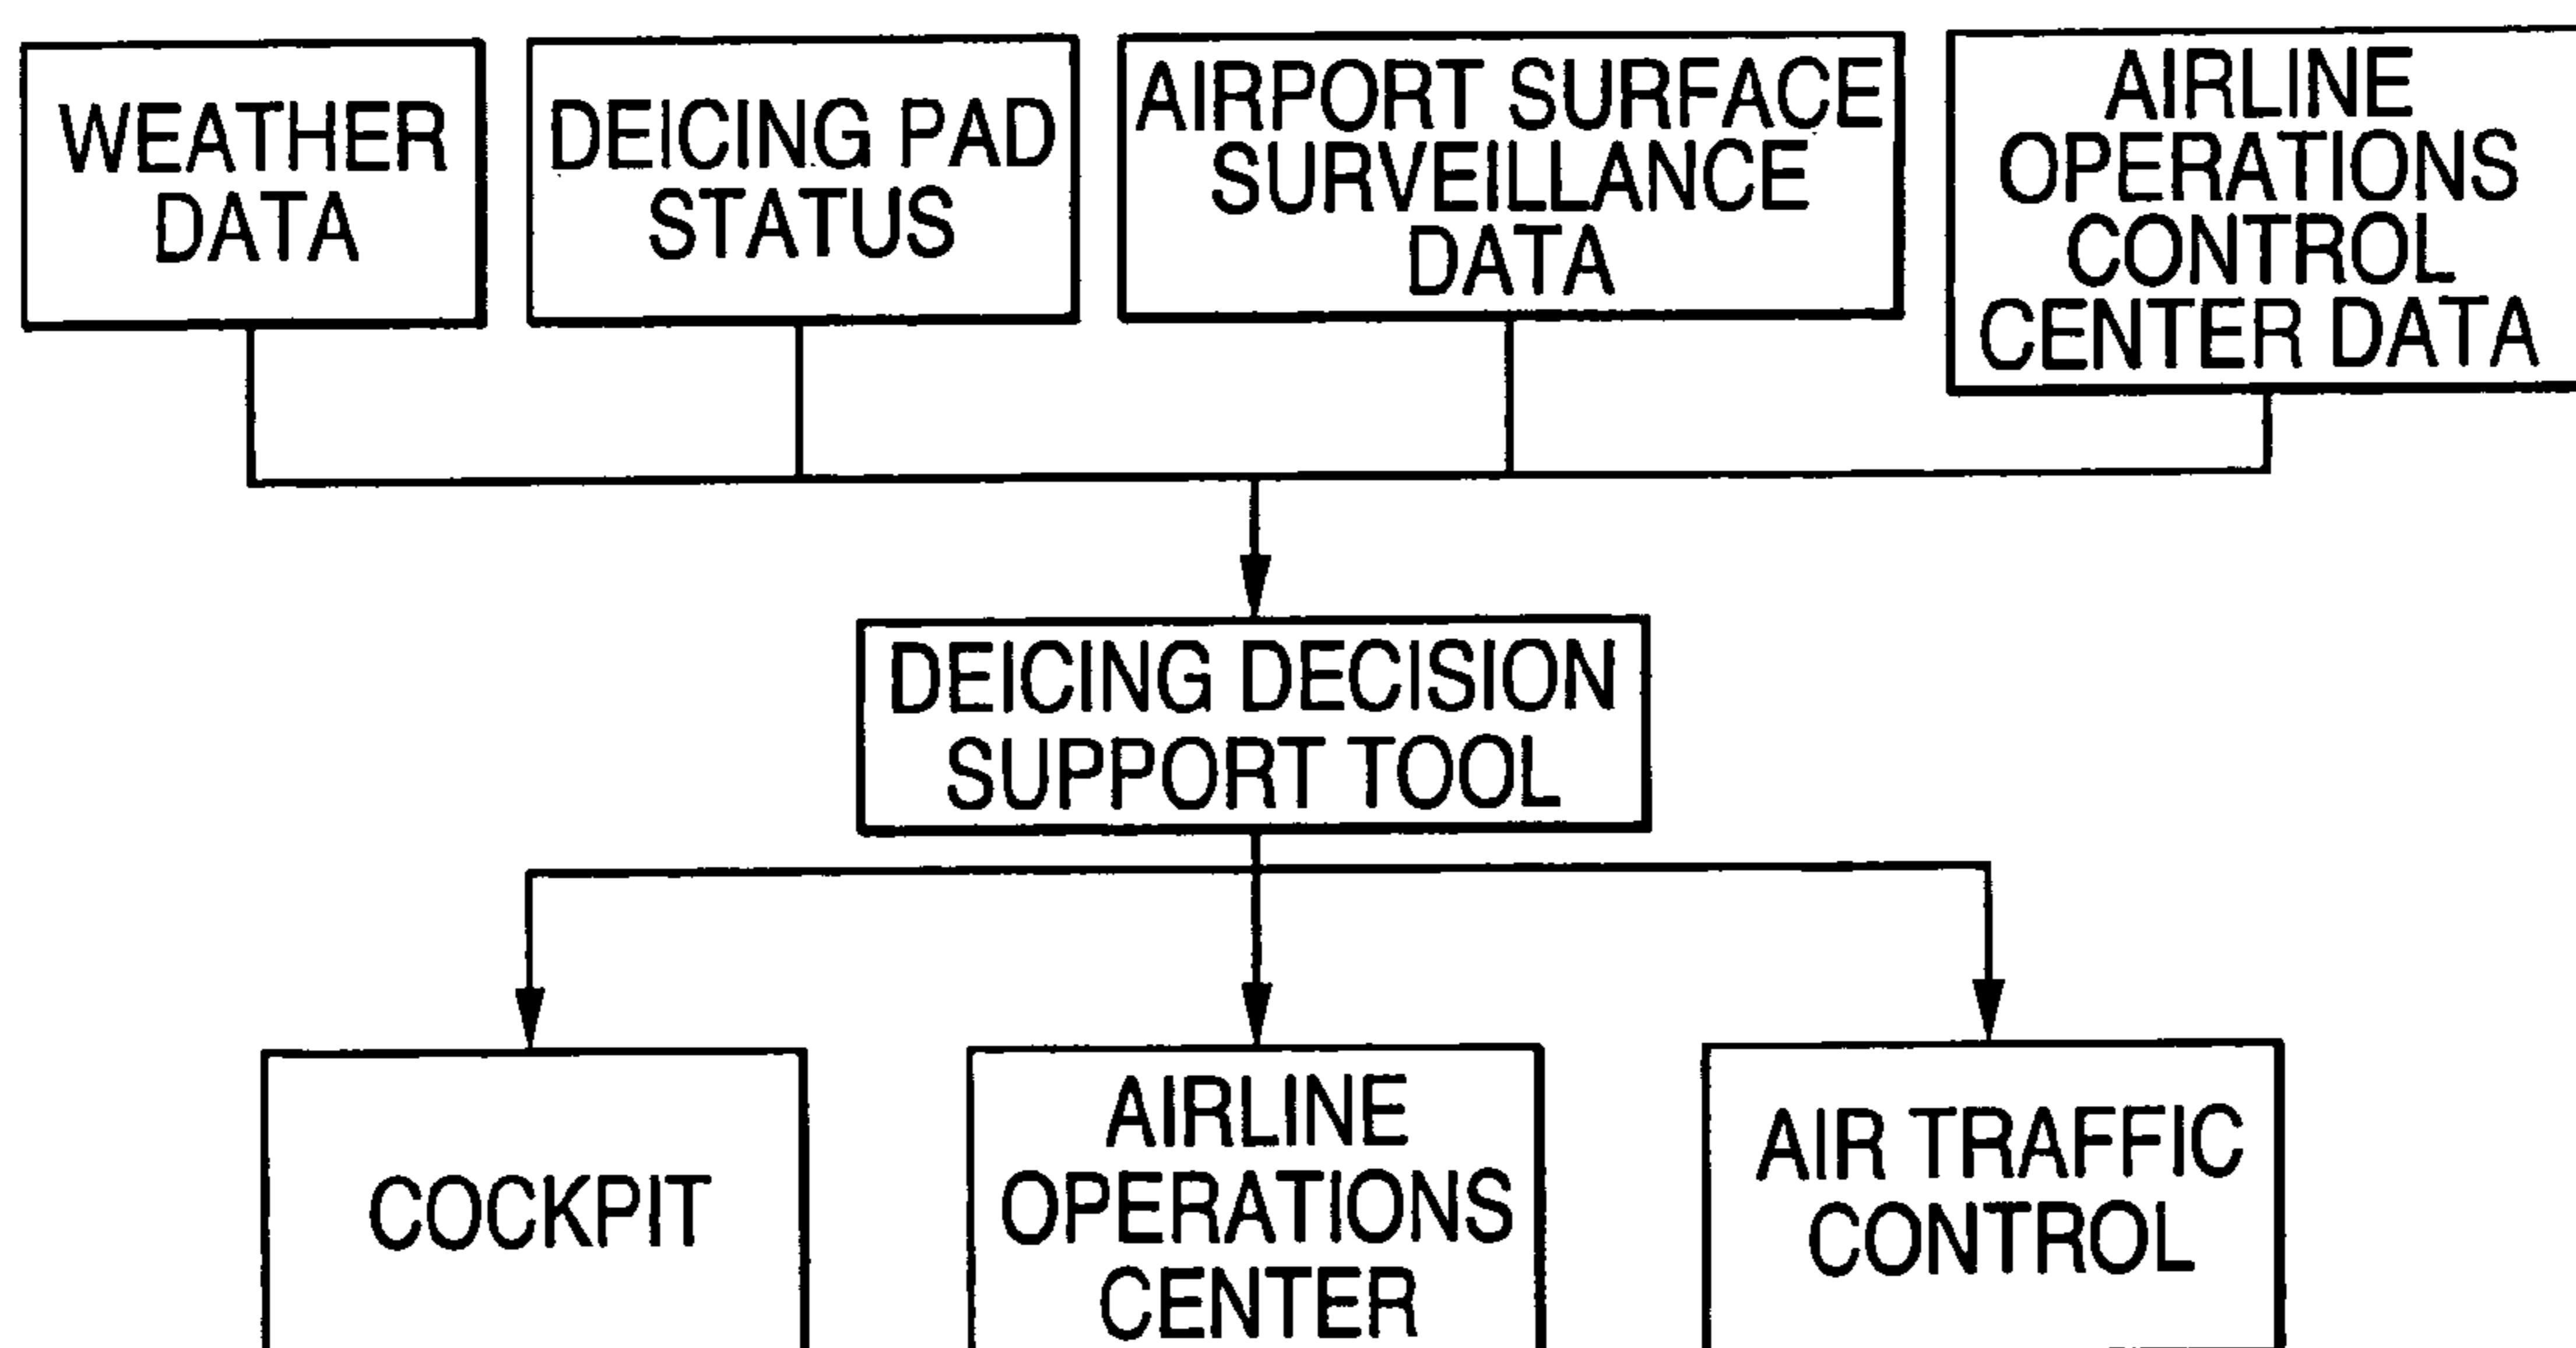 WEATHER
DATA
DEICING PAD
STATUS
AIRPORT SURFACE
SURVEILLANCE
DATA
AIRLINE
OPERATIONS
CONTROL
CENTER DATA
DEICING DECISION
SUPPORT TOOL
COCKPIT
AIRLINE
OPERATIONS
CENTER
AIR TRAFFIC
CONTROL